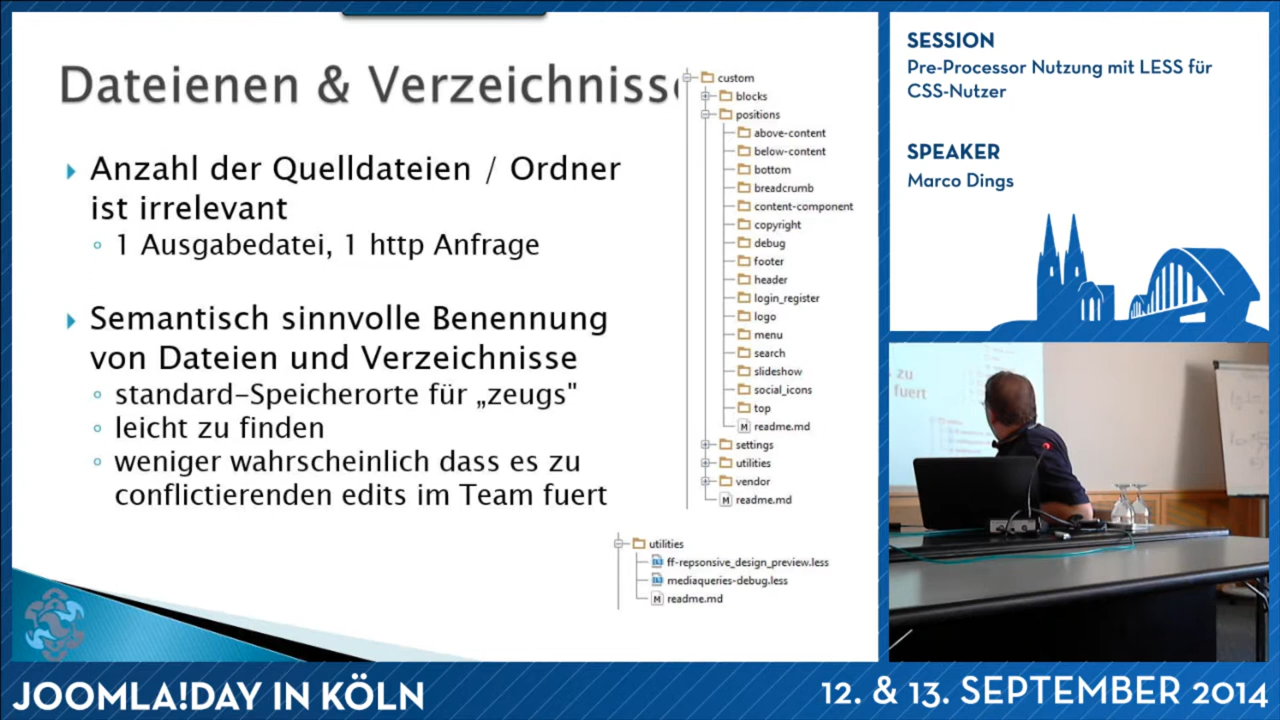 Dateienen & Verzeichnisse
Anzahl der Quelldateien / Ordner
ist irrelevant
1 Ausgabedatei, 1 http Anfrage
Semantisch sinnvolle Benennung
von Dateien und Verzeichnisse
standard-Speicherorte für „zeugs"
leicht zu finden
weniger wahrscheinlich dass es zu
conflictierenden edits im Team fuert
custom
blocks
positions
above-content
below-content
bottom
breadcrumb
content-component
copyright
debug
footer
header
login_register
logo
menu
search
slideshow
social_icons
top
readme.md
settings
utilities
vendor
readme.md
utilities
ff-repsonsive_design_preview.less
mediaqueries-debug.less
readme.md
SESSION
Pre-Processor Nutzung mit LESS für
CSS-Nutzer
SPEAKER
Marco Dings
zu
fuert
JOOMLA!DAY IN KÖLN
12. & 13. SEPTEMBER 2014